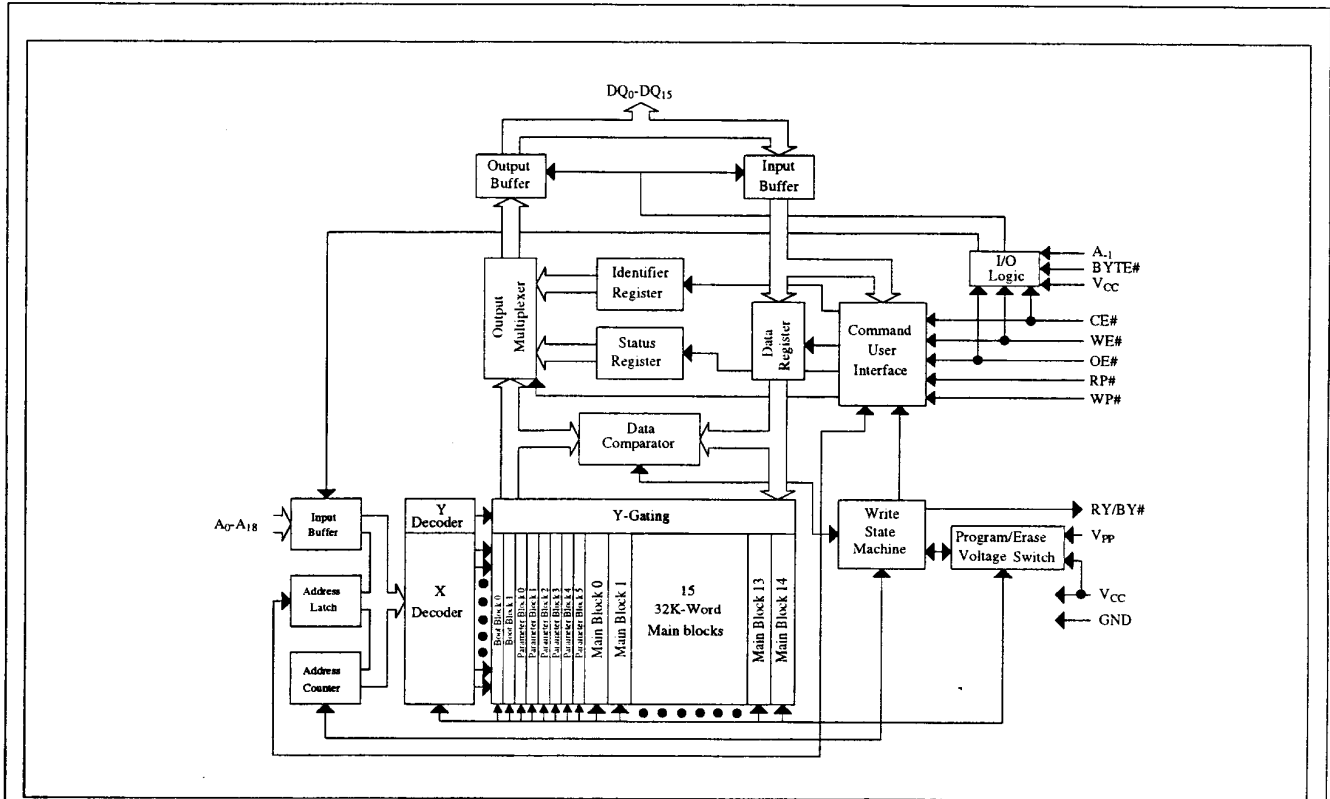 DQ0-DQ15
Output
Buffer
Input
Buffer
I/O
Logic
A-1
BYTE#
VCC
CE#
WE#
OE#
RP#
WP#
Output
Multiplexer
Identifier
Register
Status
Register
Data
Register
Command
User
Interface
Data
Comparator
A0-A18
Input
Buffer
Y
Decoder
Y-Gating
Address
Latch
X
Decoder
Address
Counter
Boot Block 0
Boot Block 1
Parameter Block 0
Parameter Block 1
Parameter Block 2
Parameter Block 3
Parameter Block 4
Parameter Block 5
Main Block 0
Main Block 1
15
32K-Word
Main blocks
Main Block 13
Main Block 14
Write
State
Machine
Program/Erase
Voltage Switch
RY/BY#
VPP
VCC
GND